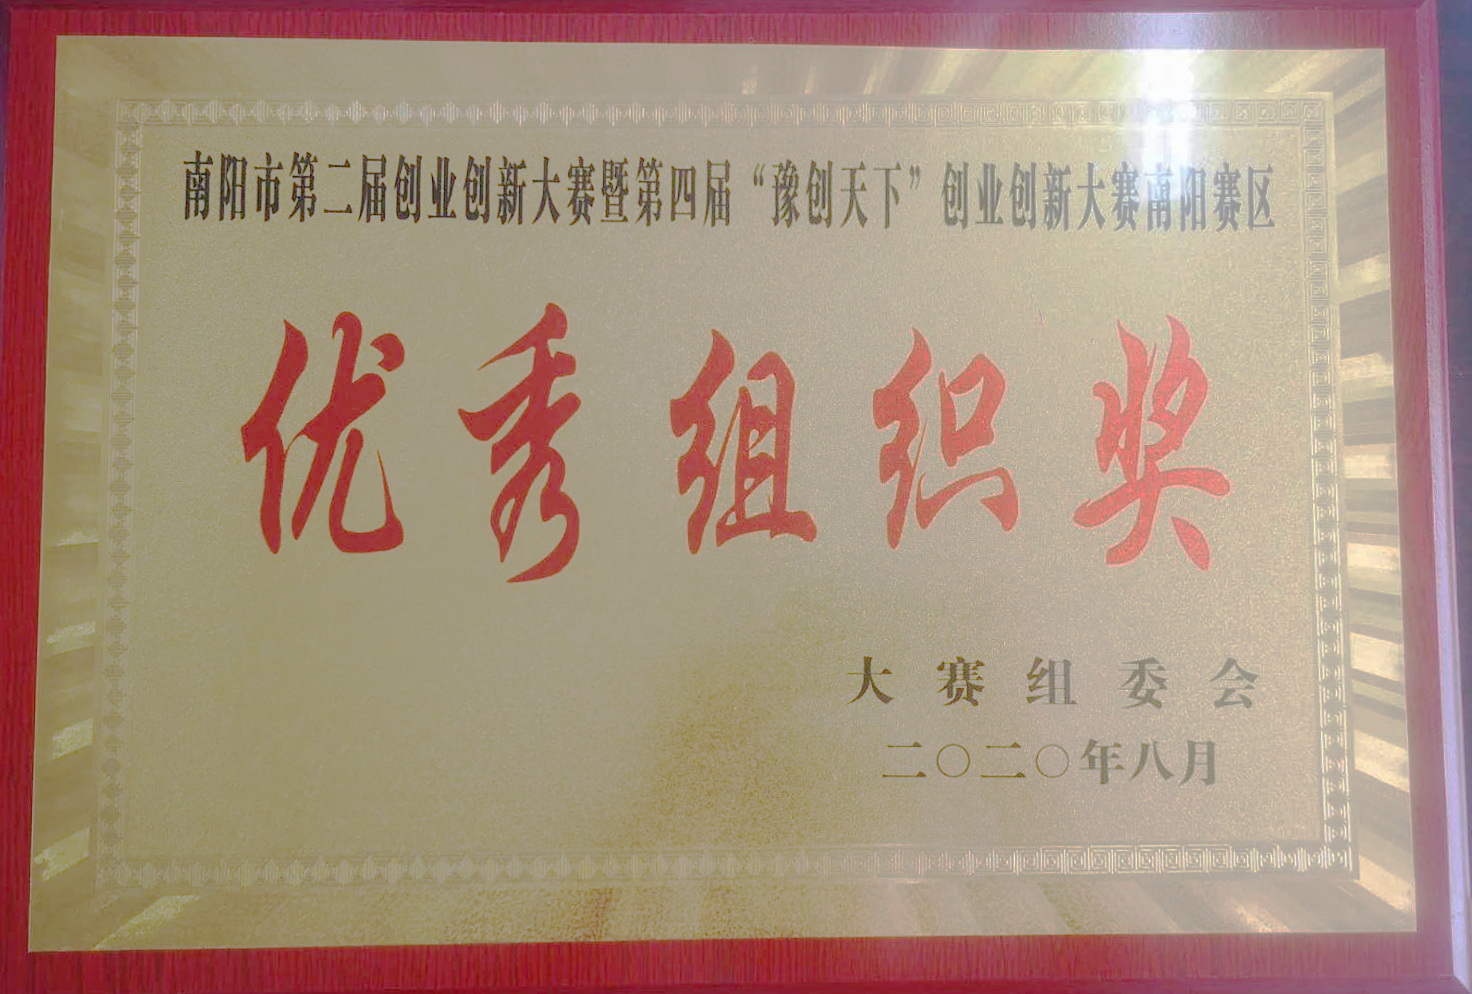 南阳市第二届创业创新大赛暨第四届“豫创天下”创业创新大赛南阳赛区
优秀组织奖
大赛组委会
二〇二〇年八月